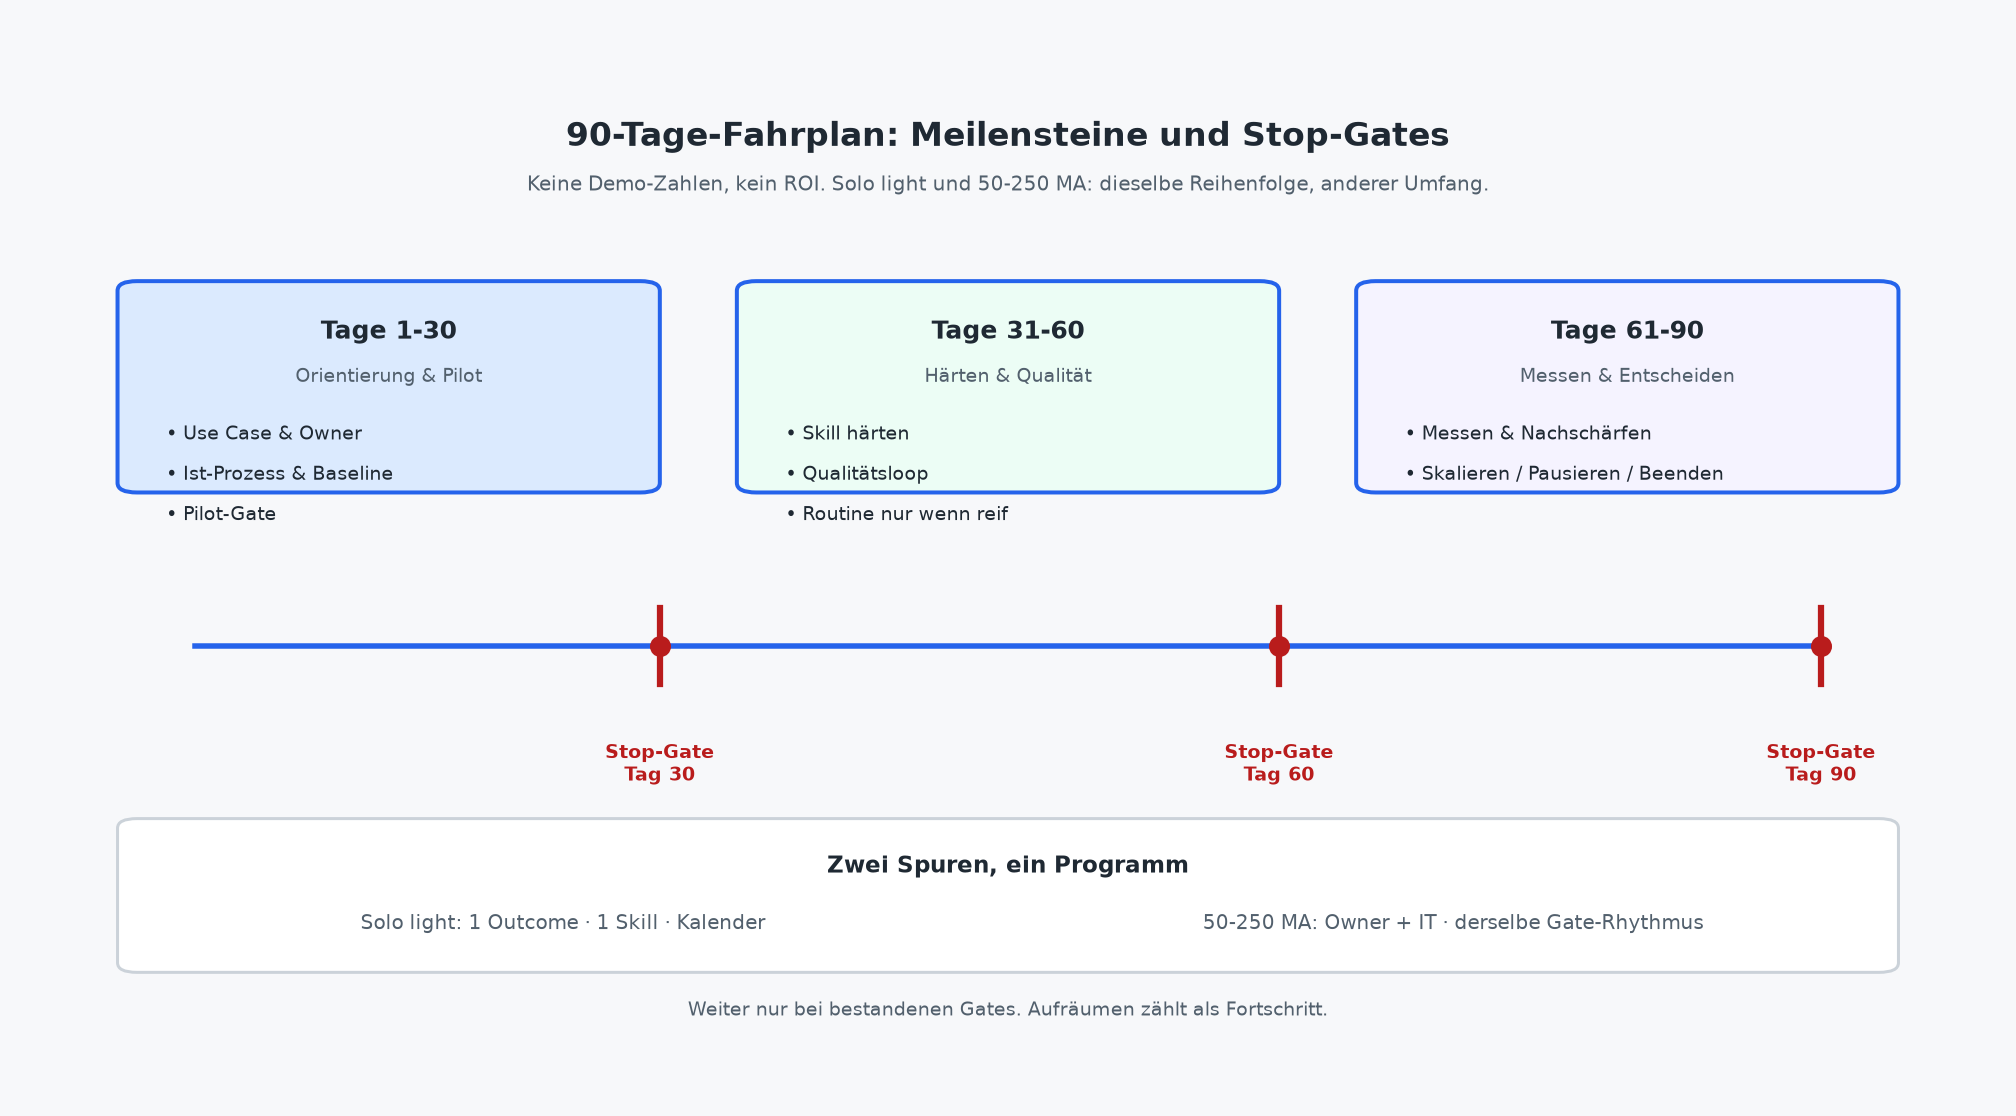 90-Tage-Fahrplan: Meilensteine und Stop-Gates
Keine Demo-Zahlen, kein ROI. Solo light und 50-250 MA: dieselbe Reihenfolge, anderer Umfang.
Tage 1-30
Orientierung & Pilot
• Use Case & Owner
• Ist-Prozess & Baseline
• Pilot-Gate
Tage 31-60
Härten & Qualität
• Skill härten
• Qualitätsloop
• Routine nur wenn reif
Tage 61-90
Messen & Entscheiden
• Messen & Nachschärfen
• Skalieren / Pausieren / Beenden
Stop-Gate
Tag 30
Stop-Gate
Tag 60
Stop-Gate
Tag 90
Zwei Spuren, ein Programm
Solo light: 1 Outcome · 1 Skill · Kalender
50-250 MA: Owner + IT · derselbe Gate-Rhythmus
Weiter nur bei bestandenen Gates. Aufräumen zählt als Fortschritt.